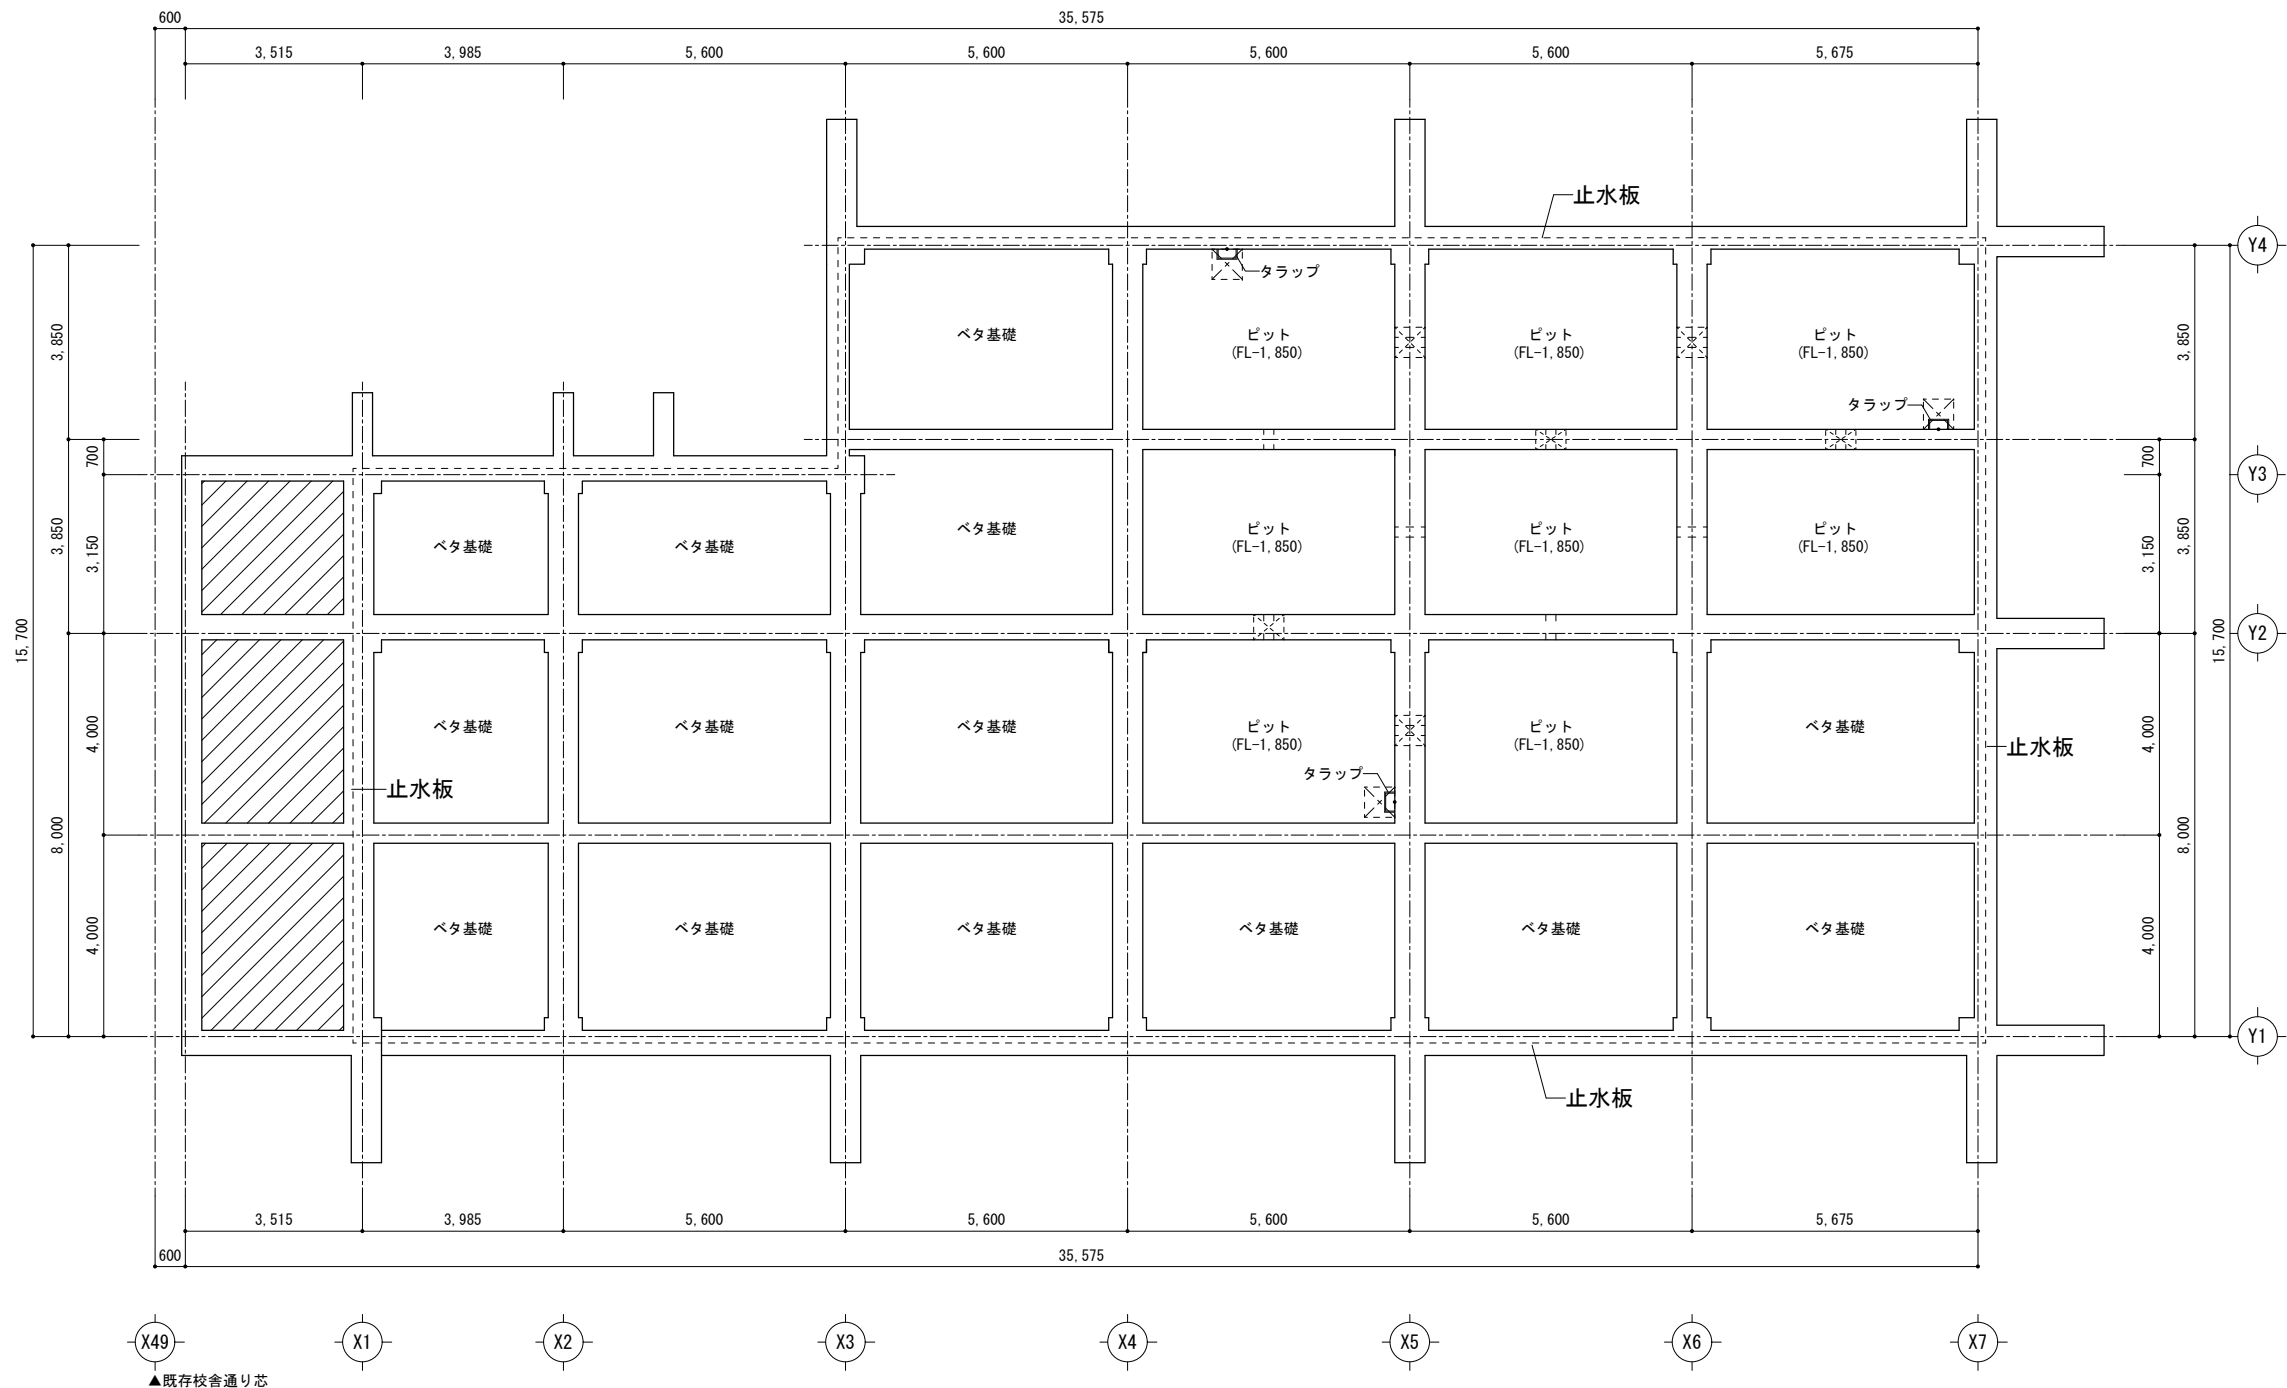 600
35,575
3,515
3,985
5,600
5,600
5,600
5,600
5,675
止水板
Y4
タラップ
3,850
ベタ基礎
ピット
(FL-1,850)
ピット
(FL-1,850)
ピット
(FL-1,850)
3,850
タラップ
700
700
Y3
3,850
3,150
ベタ基礎
ベタ基礎
ベタ基礎
ピット
(FL-1,850)
ピット
(FL-1,850)
ピット
(FL-1,850)
3,150
3,850
15,700
15,700
Y2
4,000
ベタ基礎
ベタ基礎
ベタ基礎
ピット
(FL-1,850)
ピット
(FL-1,850)
ベタ基礎
止水板
4,000
タラップ
止水板
8,000
8,000
4,000
ベタ基礎
ベタ基礎
ベタ基礎
ベタ基礎
ベタ基礎
ベタ基礎
4,000
Y1
止水板
3,515
3,985
5,600
5,600
5,600
5,600
5,675
600
35,575
X49
X1
X2
X3
X4
X5
X6
X7
▲既存校舎通り芯